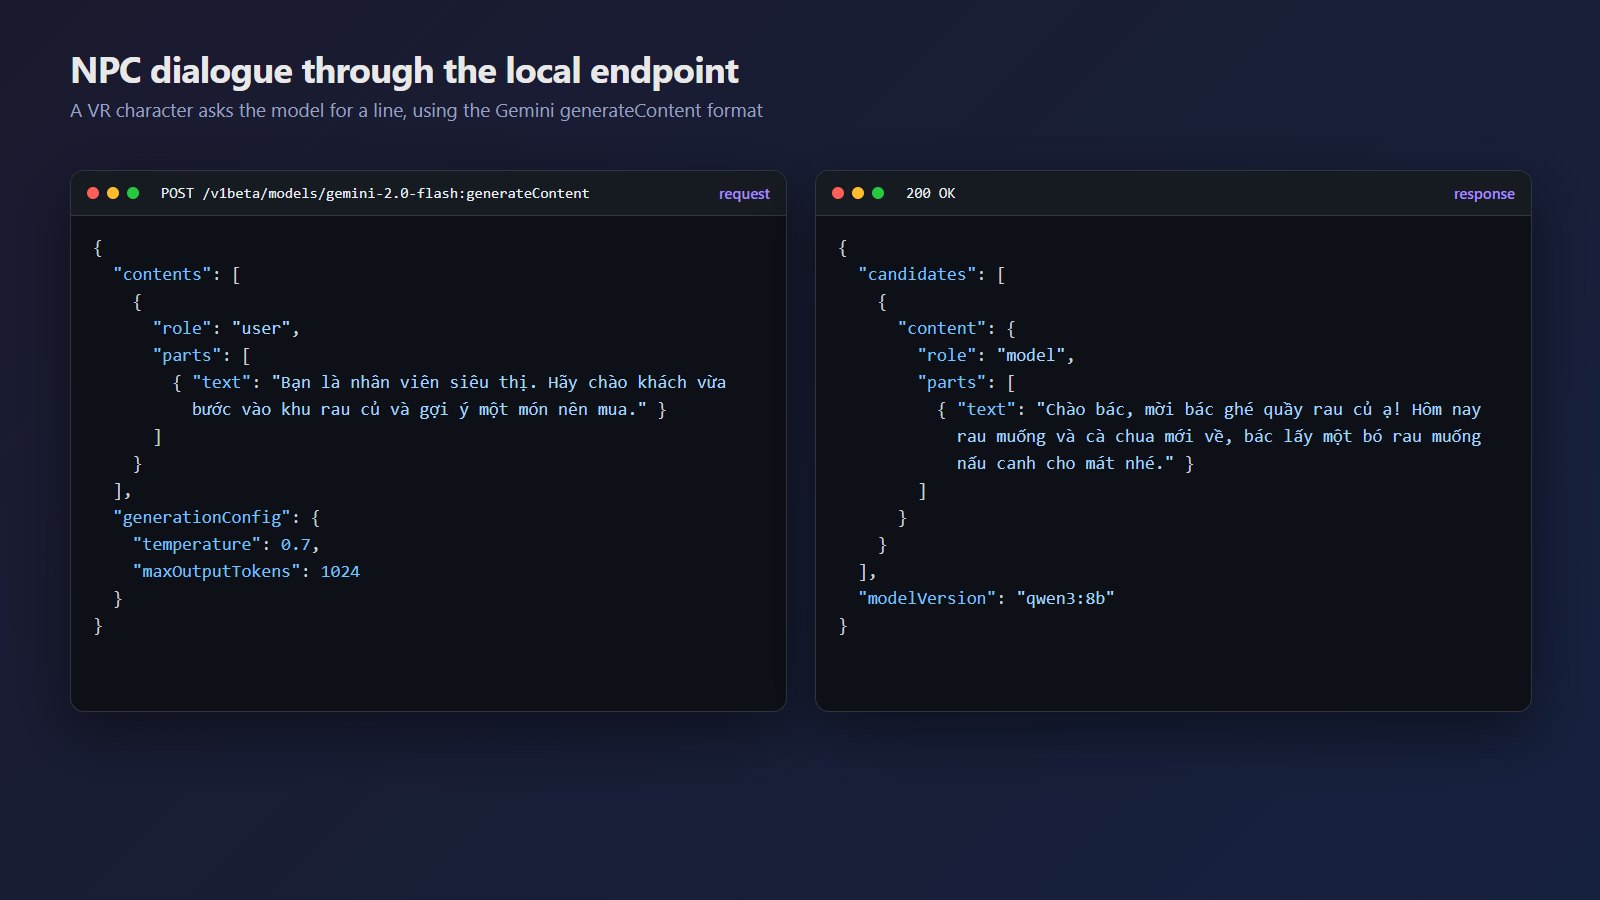 NPC dialogue through the local endpoint
A VR character asks the model for a line, using the Gemini generateContent format
POST /v1beta/models/gemini-2.0-flash:generateContent
request
{
"contents": [
{
"role": "user",
"parts": [
{ "text": "Bạn là nhân viên siêu thị. Hãy chào khách vừa
bước vào khu rau củ và gợi ý một món nên mua." }
]
}
],
"generationConfig": {
"temperature": 0.7,
"maxOutputTokens": 1024
}
}
200 OK
response
{
"candidates": [
{
"content": {
"role": "model",
"parts": [
{ "text": "Chào bác, mời bác ghé quầy rau củ ạ! Hôm nay
rau muống và cà chua mới về, bác lấy một bó rau muống
nấu canh cho mát nhé." }
]
}
}
],
"modelVersion": "qwen3:8b"
}